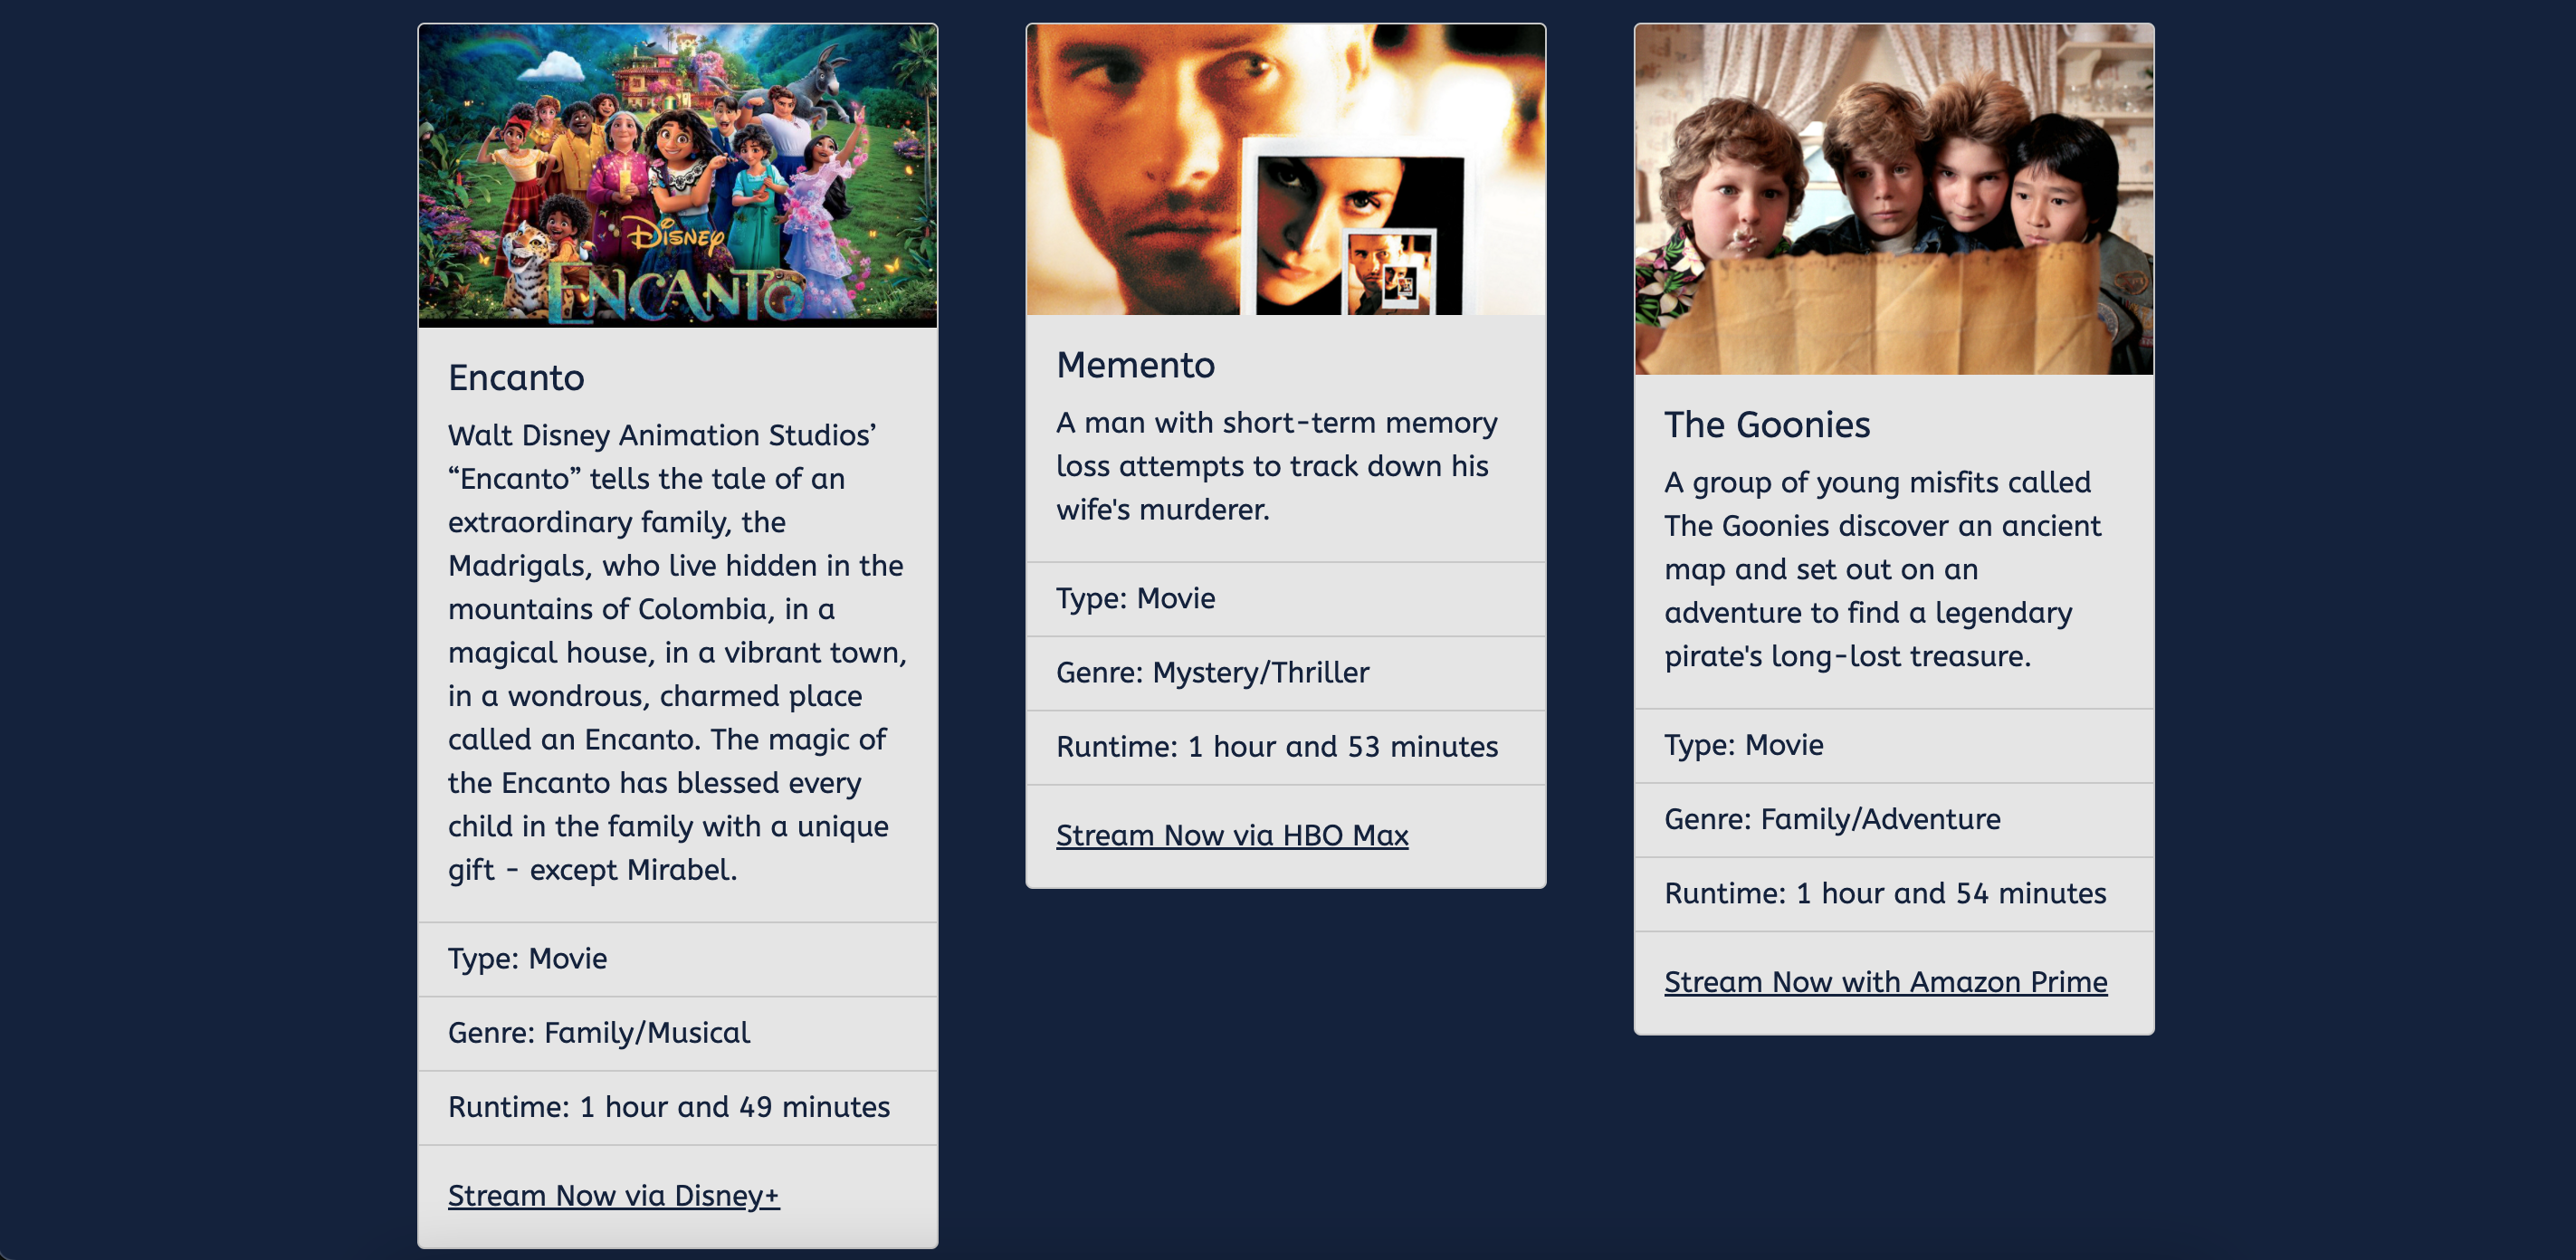 DISNEY
ENCANTO
Encanto
Walt Disney Animation Studios’
“Encanto” tells the tale of an
extraordinary family, the
Madrigals, who live hidden in the
mountains of Colombia, in a
magical house, in a vibrant town,
in a wondrous, charmed place
called an Encanto. The magic of
the Encanto has blessed every
child in the family with a unique
gift - except Mirabel.
Type: Movie
Genre: Family/Musical
Runtime: 1 hour and 49 minutes
Stream Now via Disney+
Memento
A man with short-term memory
loss attempts to track down his
wife's murderer.
Type: Movie
Genre: Mystery/Thriller
Runtime: 1 hour and 53 minutes
Stream Now via HBO Max
The Goonies
A group of young misfits called
The Goonies discover an ancient
map and set out on an
adventure to find a legendary
pirate's long-lost treasure.
Type: Movie
Genre: Family/Adventure
Runtime: 1 hour and 54 minutes
Stream Now with Amazon Prime